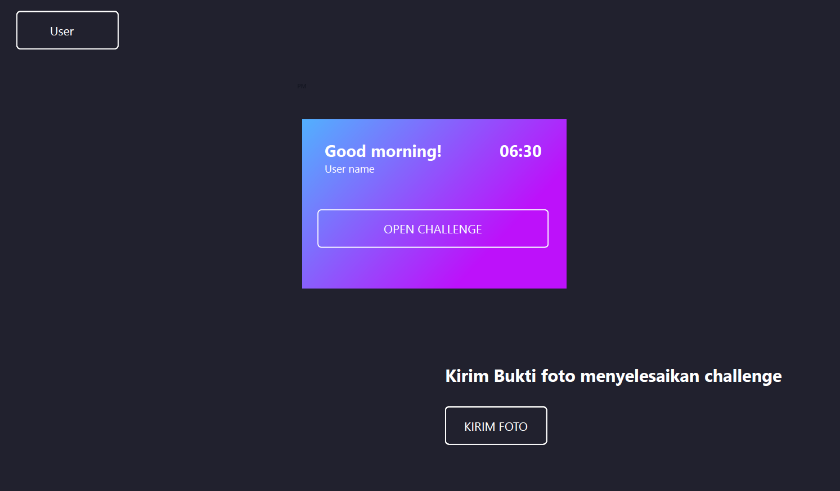 User
Good morning!
06:30
User name
OPEN CHALLENGE
Kirim Bukti foto menyelesaikan challenge
KIRIM FOTO